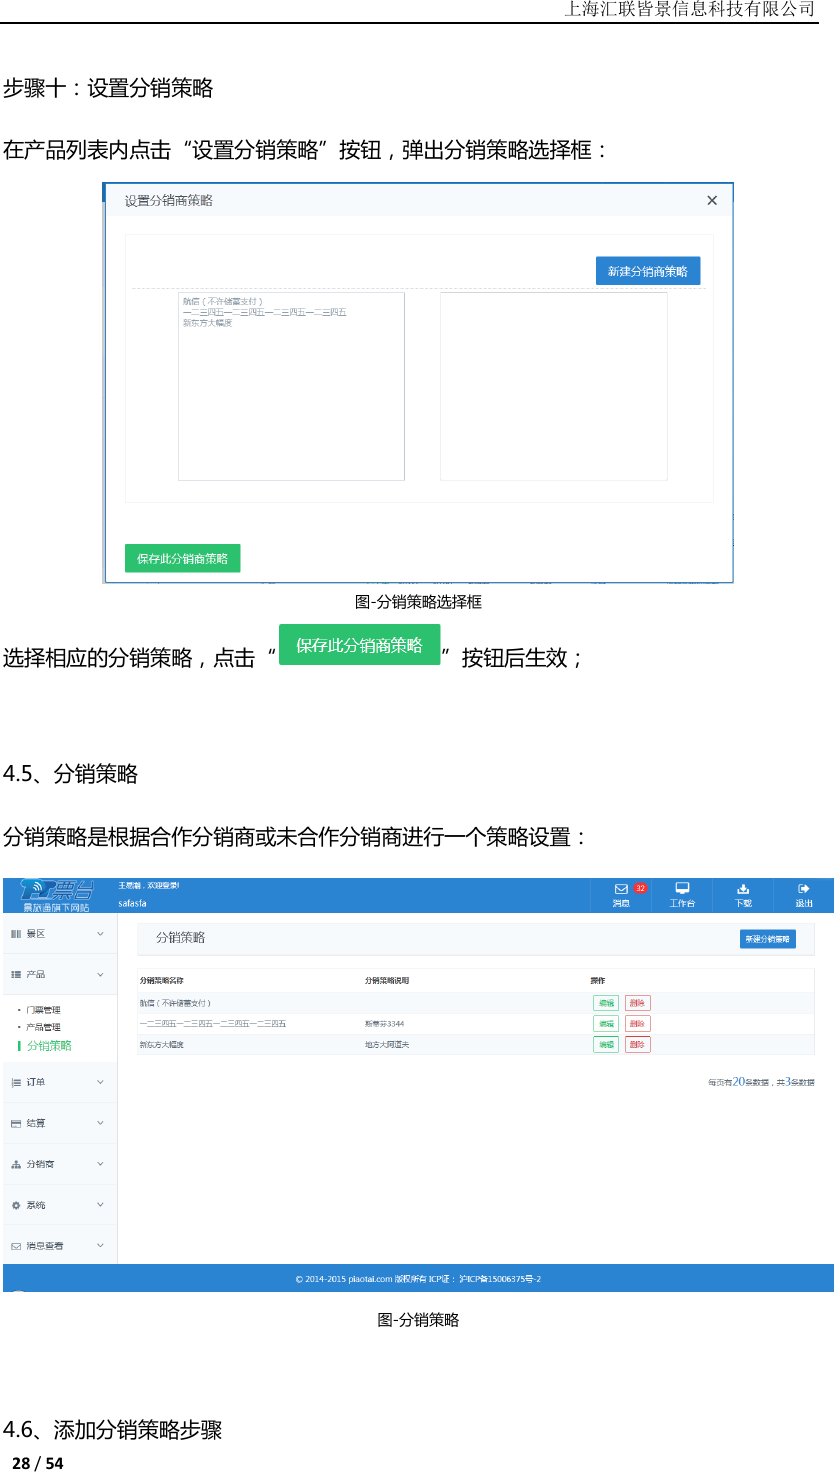 上海汇联皆景信息科技有限公司
步骤十：设置分销策略
在产品列表内点击“设置分销策略”按钮，弹出分销策略选择框：
设置分销商策略
新建分销商策略
航信（不许储蓄支付）
一二三四五一二三四五一二三四五一二三四五
新东方大幅度
保存此分销商策略
图-分销策略选择框
选择相应的分销策略，点击“保存此分销商策略”按钮后生效；
4.5、分销策略
分销策略是根据合作分销商或未合作分销商进行一个策略设置：
票台
景旅通旗下网站
王易瀚，欢迎登录!
safasfa
消息 32 工作台 下载 退出
景区
产品
门票管理
产品管理
分销策略
订单
结算
分销商
系统
消息查看
分销策略
新建分销策略
分销策略名称 分销策略说明 操作
航信（不许储蓄支付） 编辑 删除
一二三四五一二三四五一二三四五一二三四五 斯蒂芬3344 编辑 删除
新东方大幅度 地方大阿道夫 编辑 删除
每页有20条数据，共3条数据
© 2014-2015 piaotai.com 版权所有 ICP证：沪ICP备15006375号-2
图-分销策略
4.6、添加分销策略步骤
28 / 54